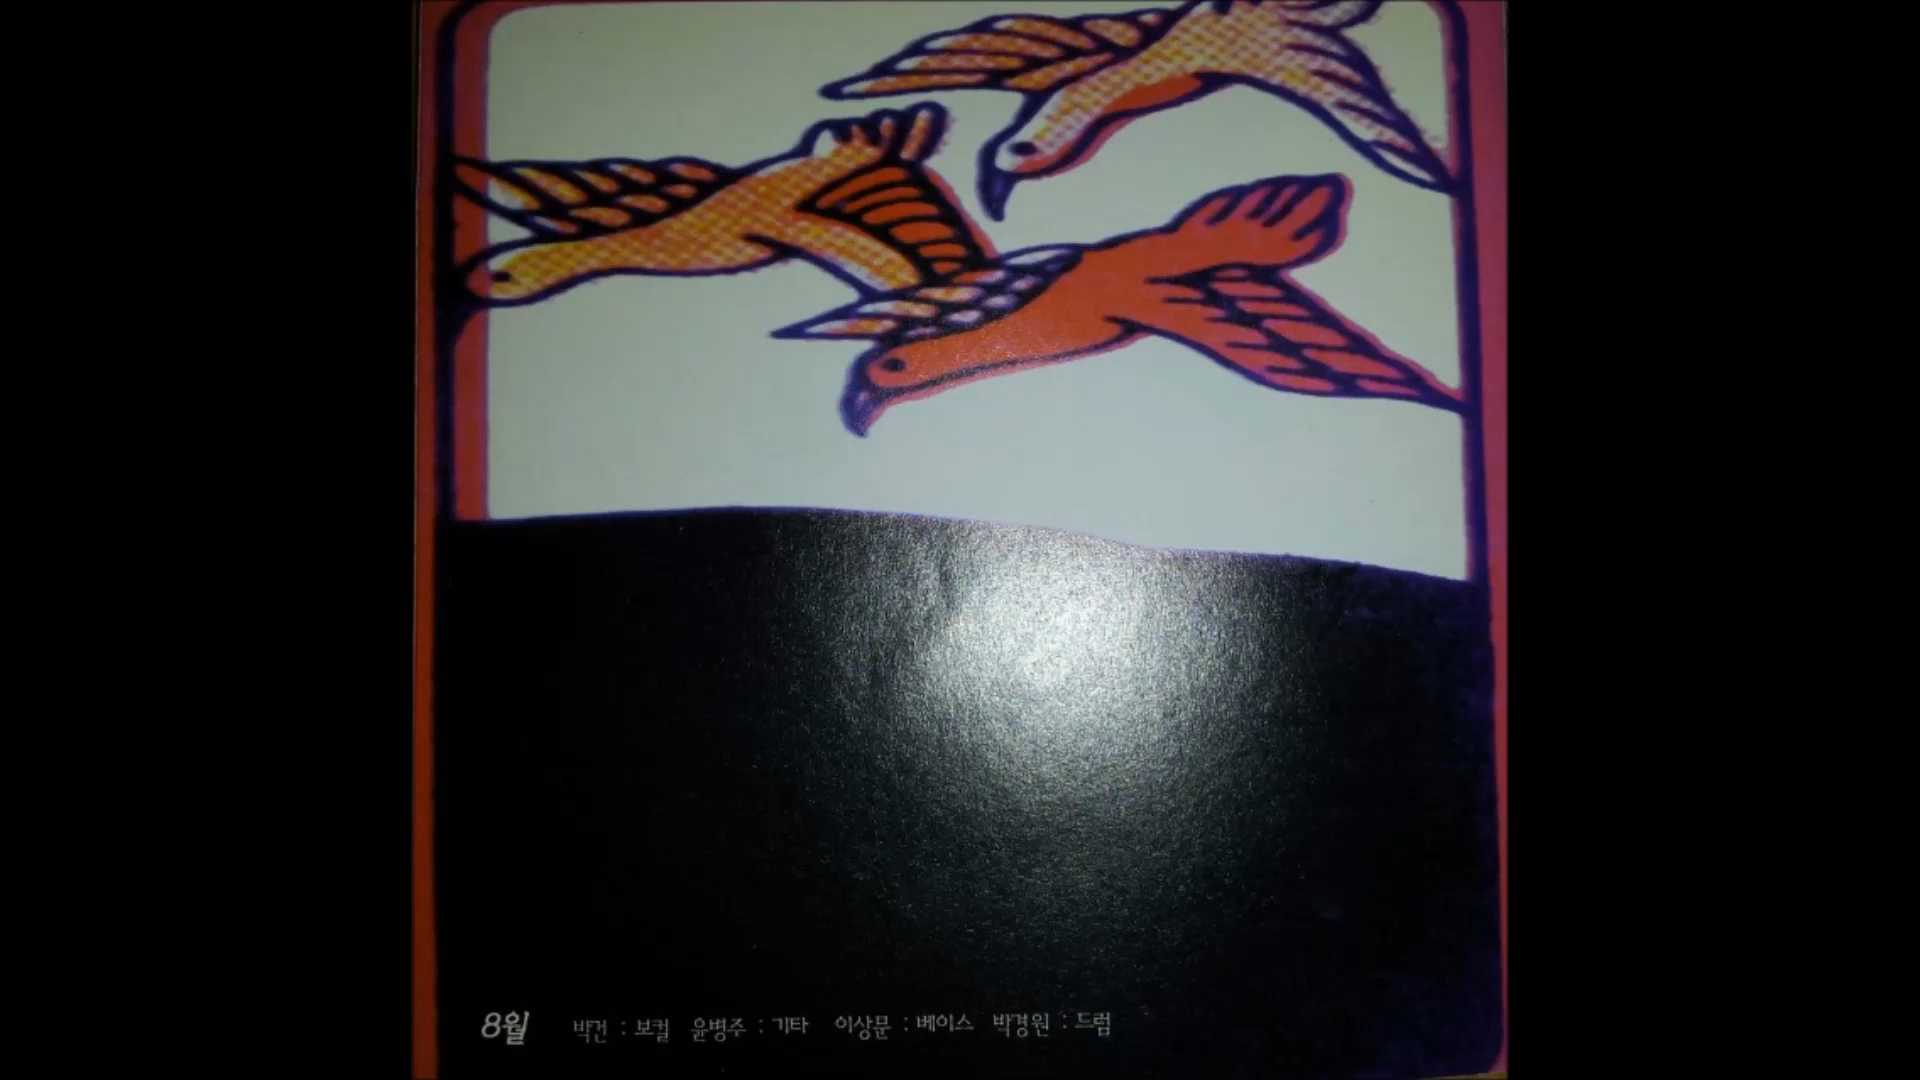 8월 박건 : 보컬 윤병주 : 기타 이상문 : 베이스 박경원 : 드럼